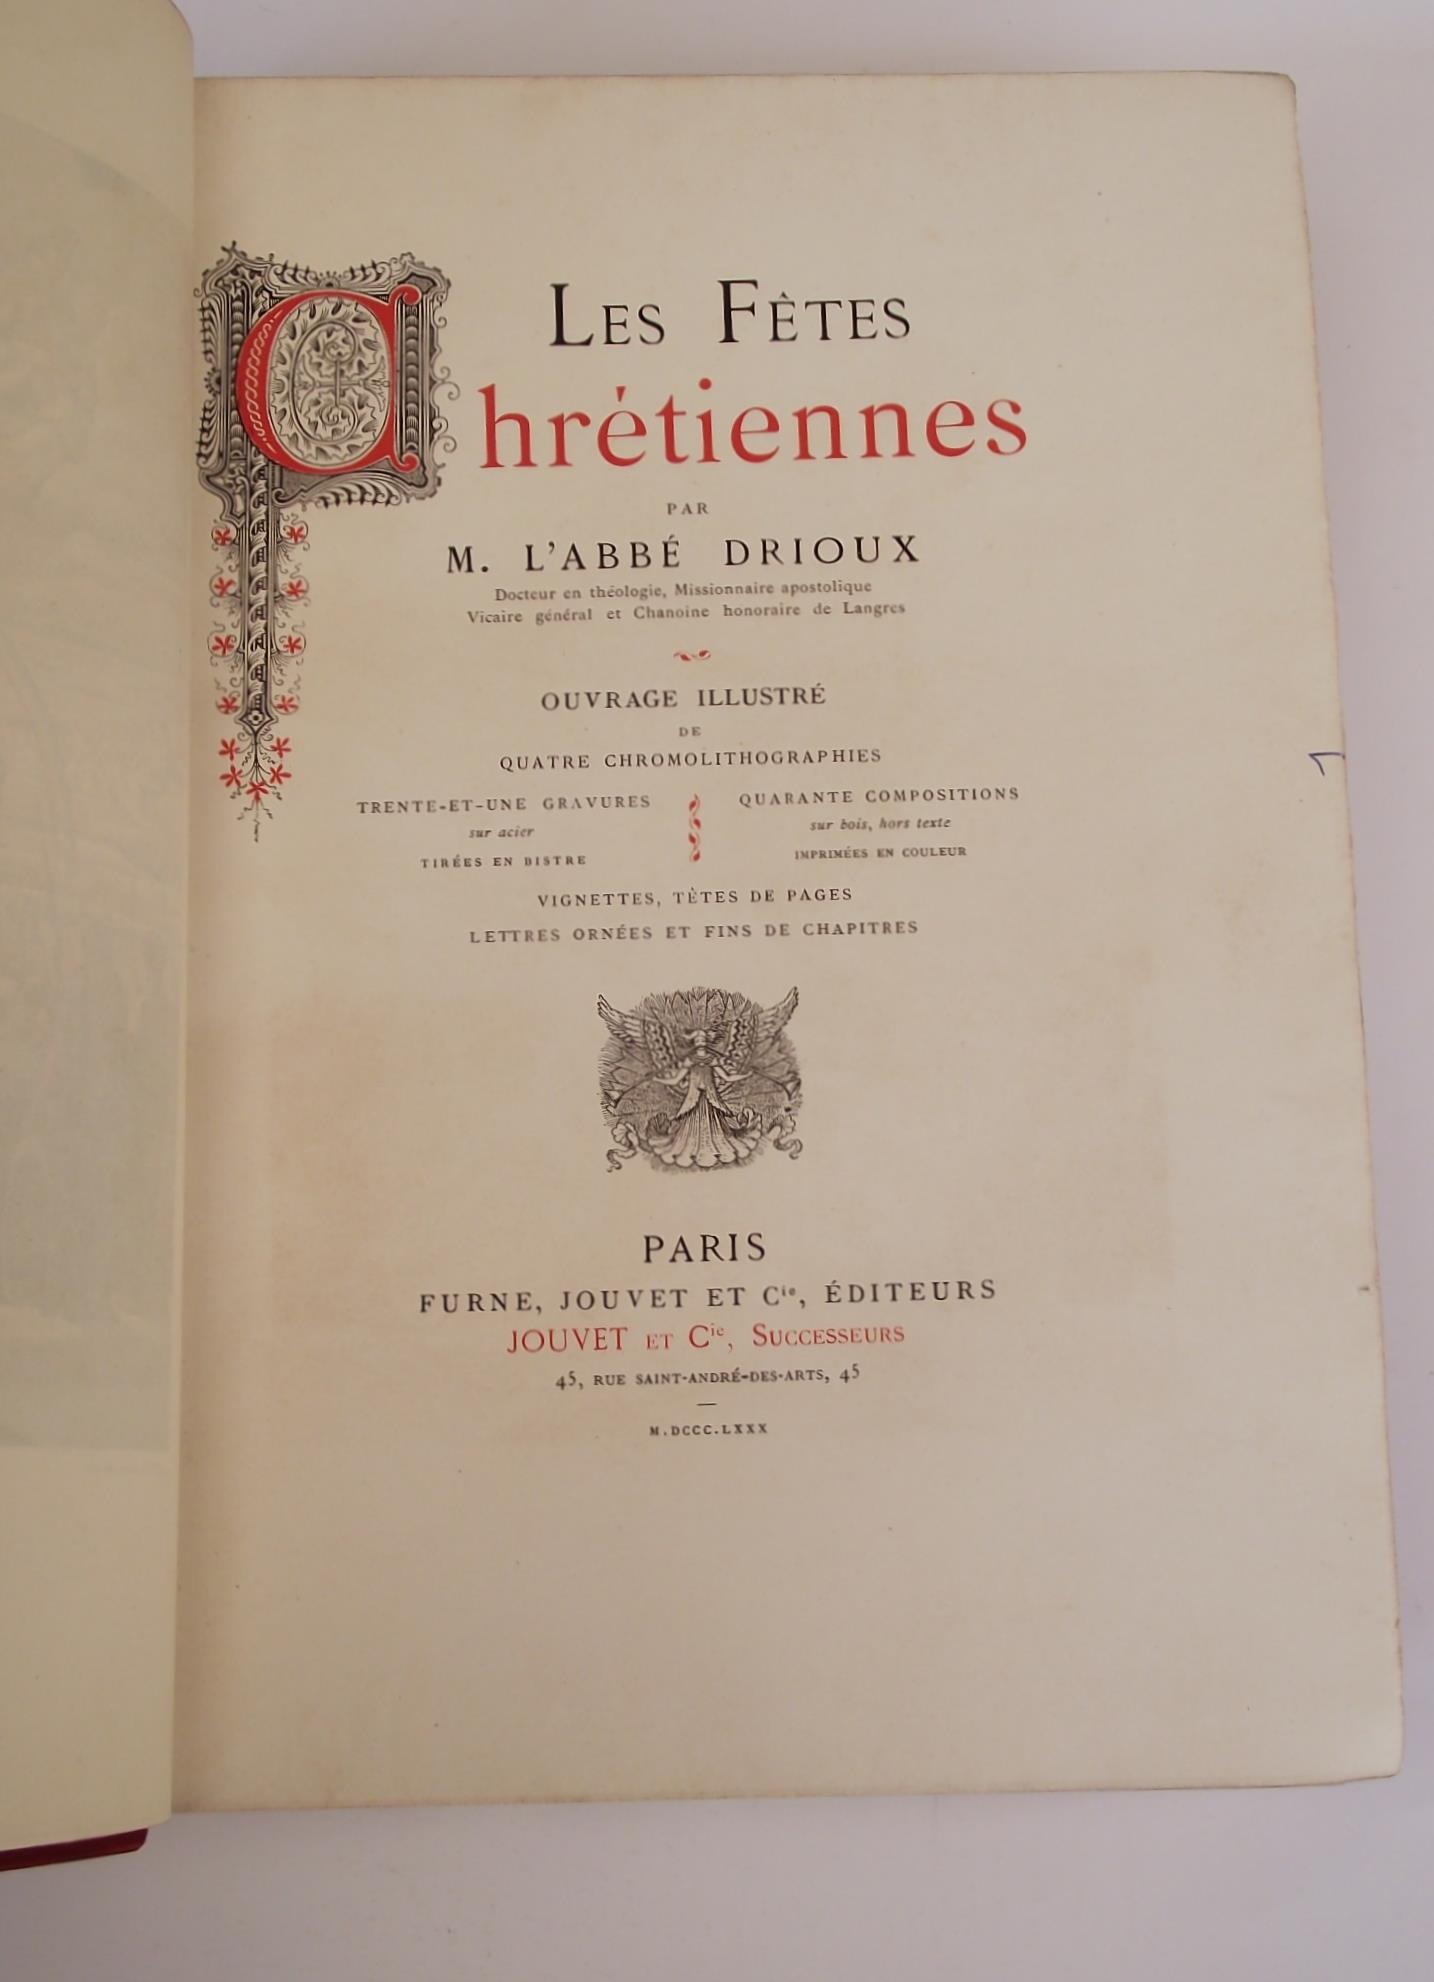 Les Fêtes
Chrétiennes
PAR
M. L'ABBÉ DRIOUX
Docteur en théologie, Missionnaire apostolique
Vicaire général et Chanoine honoraire de Langres
OUVRAGE ILLUSTRÉ
DE
QUATRE CHROMOLITHOGRAPHIES
TRENTE-ET-UNE GRAVURES
sur acier
TIRÉES EN BISTRE
QUARANTE COMPOSITIONS
sur bois, hors texte
IMPRIMÉES EN COULEUR
VIGNETTES, TÊTES DE PAGES
LETTRES ORNÉES ET FINS DE CHAPITRES
PARIS
FURNE, JOUVET ET Cie, ÉDITEURS
JOUVET ET Cie, Successeurs
45, RUE SAINT-ANDRÉ-DES-ARTS, 45
M.DCCC.LXXX